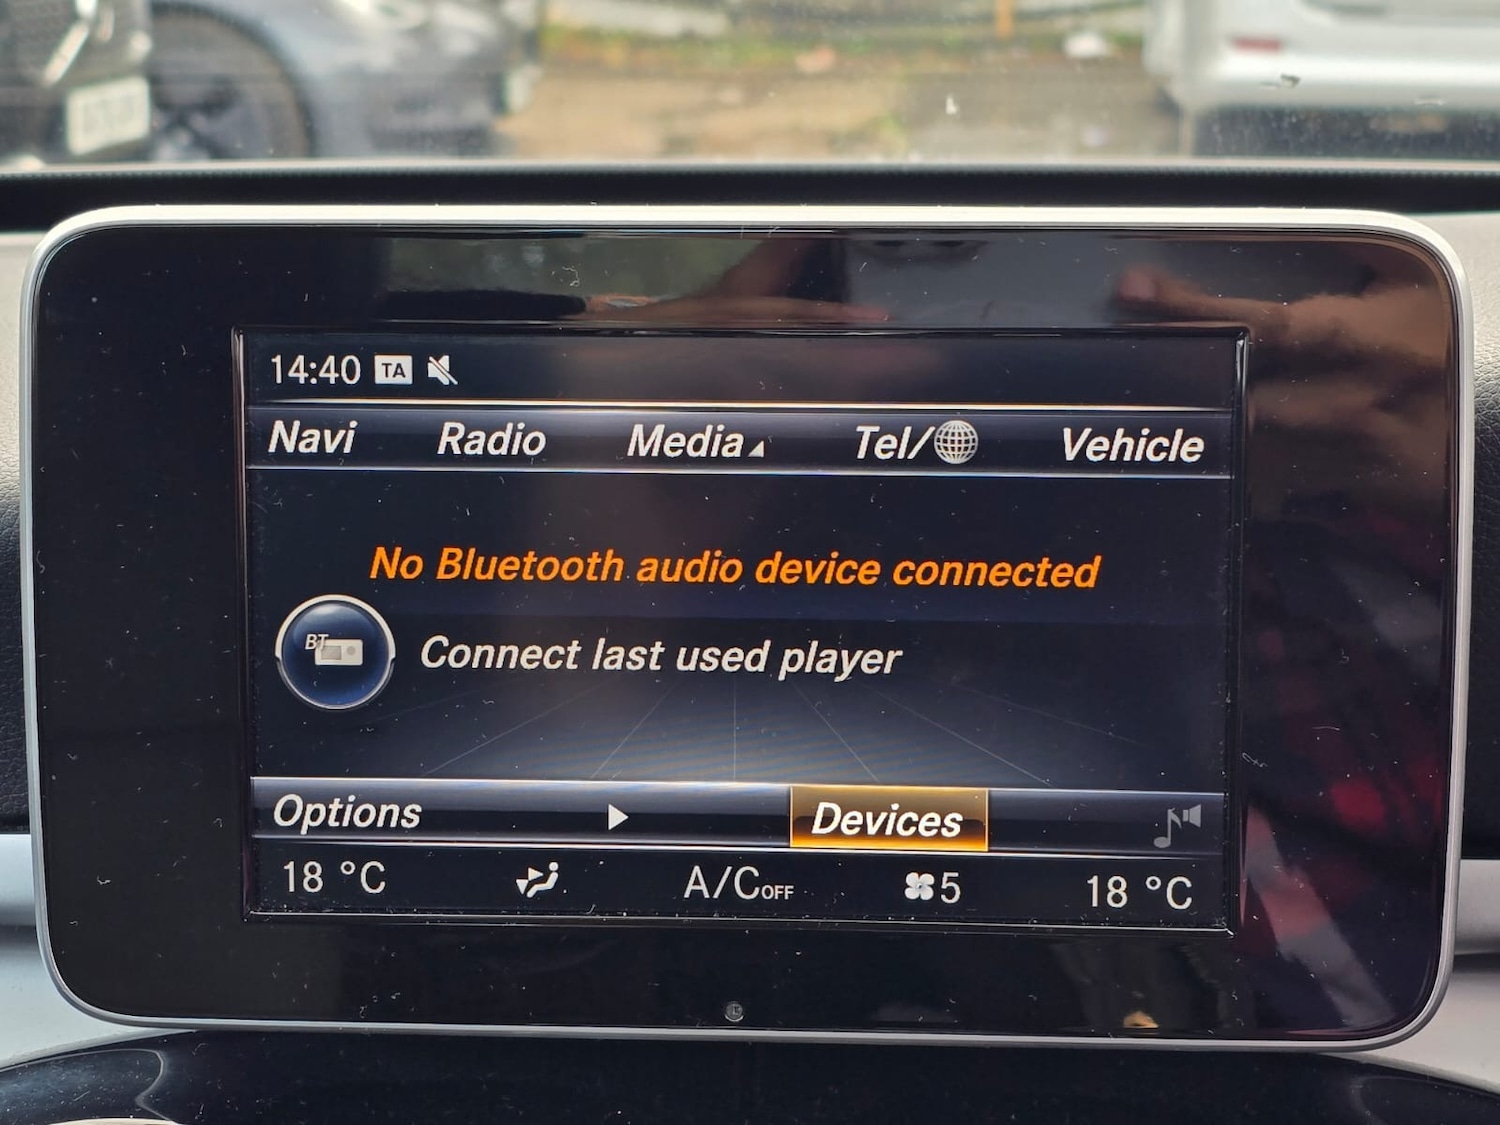 14:40 TA
Navi Radio Media Tel/ Vehicle
No Bluetooth audio device connected
BT Connect last used player
Options Devices
18 °C A/C OFF 5 18 °C